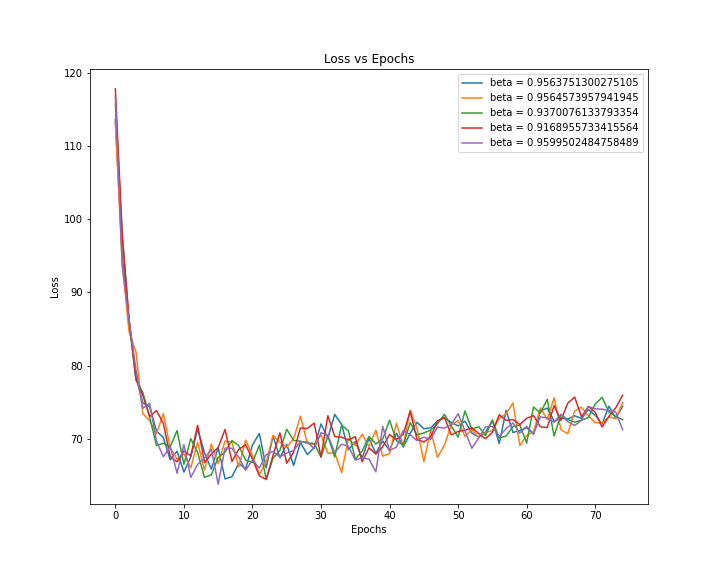 Loss vs Epochs
beta = 0.9563751300275105
beta = 0.9564573957941945
beta = 0.9370076133793354
beta = 0.9168955733415564
beta = 0.9599502484758489
120
110
100
90
80
70
Loss
0 10 20 30 40 50 60 70
Epochs